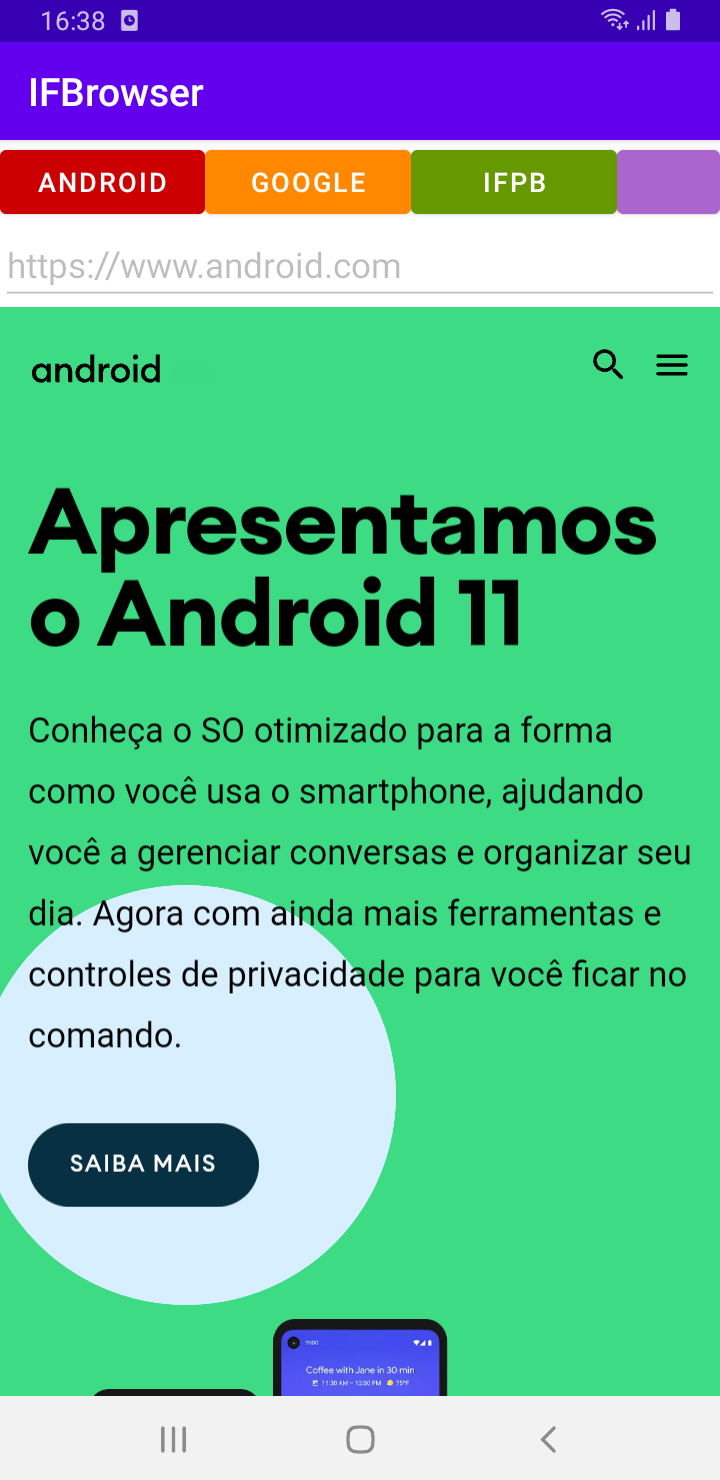 16:38
IFBrowser
ANDROID GOOGLE IFPB
https://www.android.com
android
Apresentamos
o Android 11
Conheça o SO otimizado para a forma
como você usa o smartphone, ajudando
você a gerenciar conversas e organizar seu
dia. Agora com ainda mais ferramentas e
controles de privacidade para você ficar no
comando.
SAIBA MAIS
11:00
Coffee with Jane in 30 min
11:30 AM – 12:00 PM 75°F